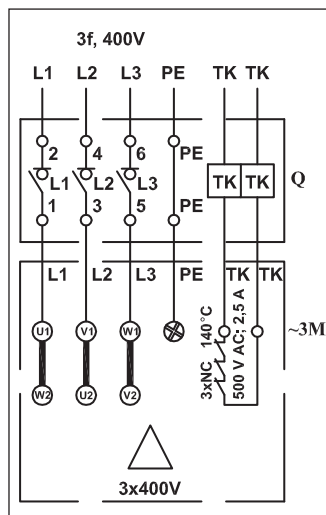 3f, 400V
L1 L2 L3 PE TK TK
2 4 6 PE
L1 L2 L3 TK TK Q
1 3 5 PE
L1 L2 L3 PE TK TK
U1 V1 W1 ~3M
3xNC 140°C
500 V AC; 2,5 A
W2 U2 V2
3x400V